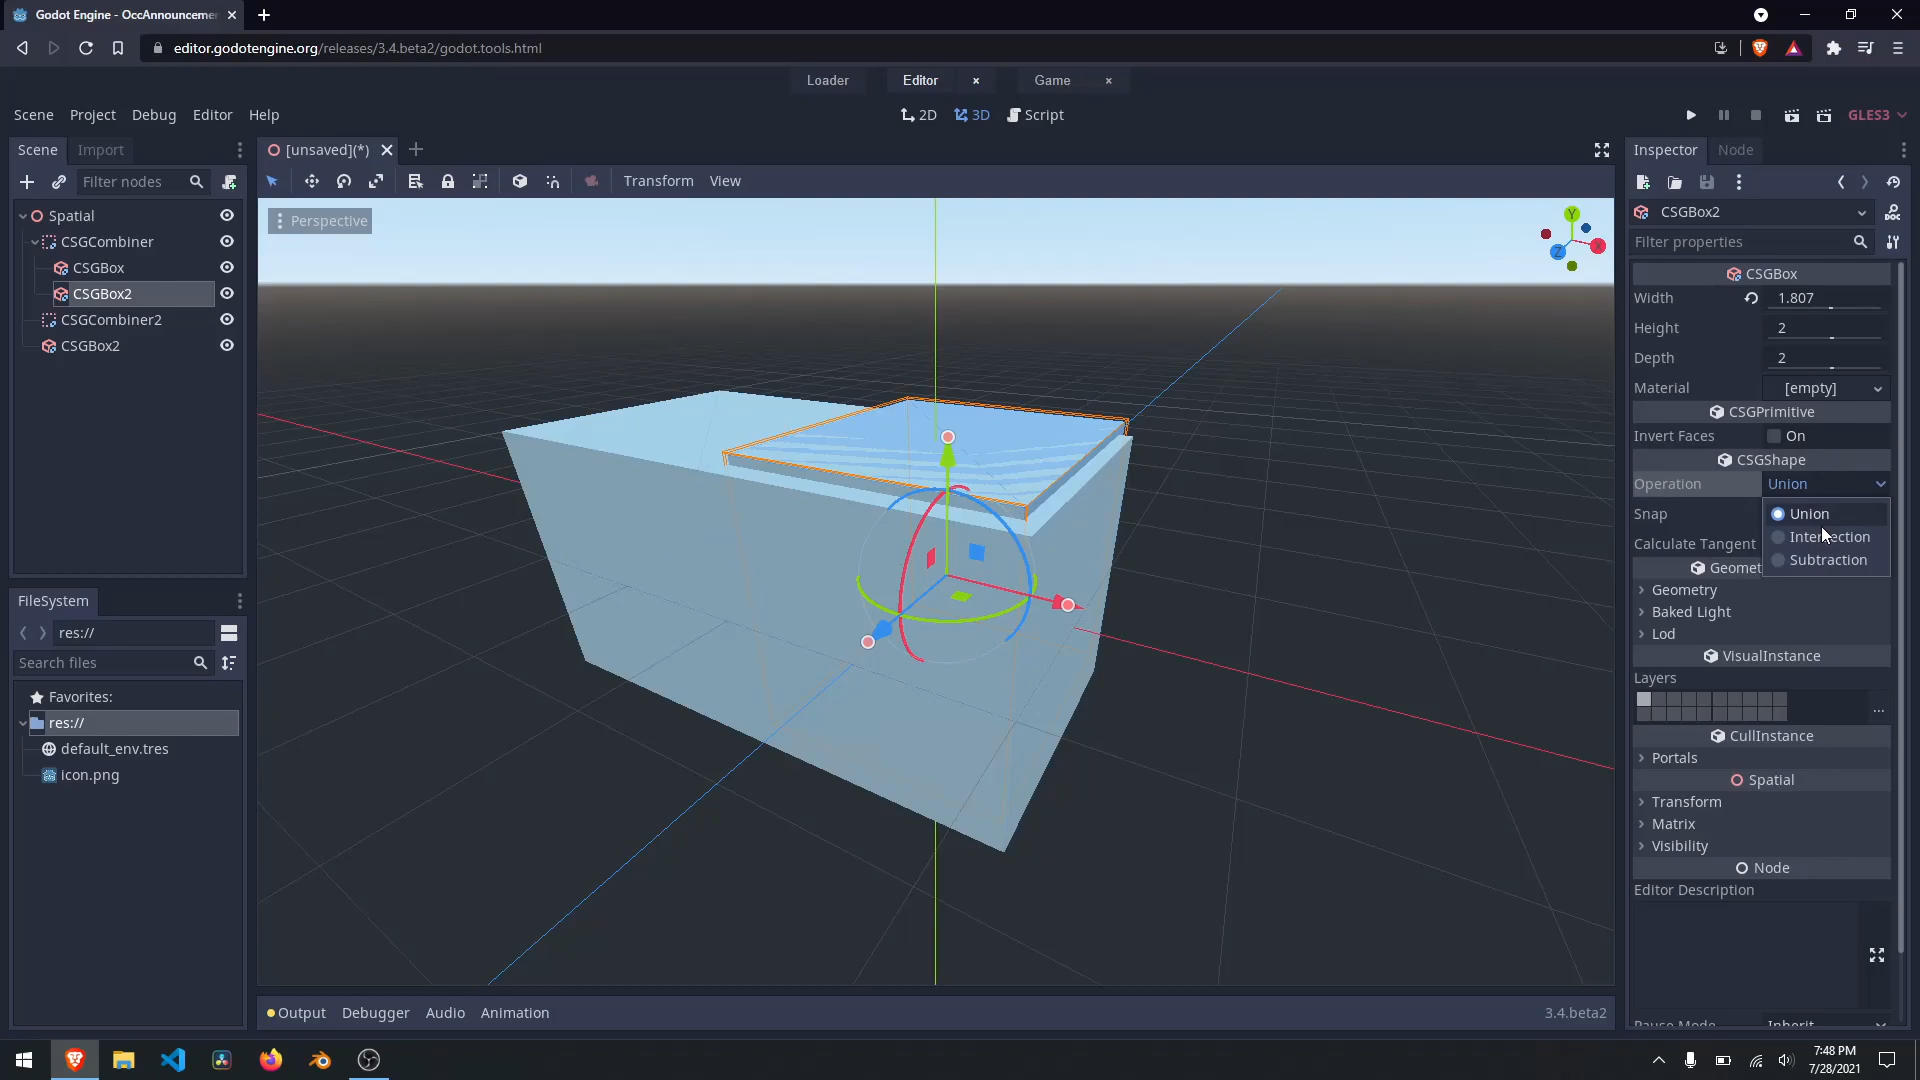 Godot Engine - OccAnnounceme
editor.godotengine.org/releases/3.4.beta2/godot.tools.html
Loader
Editor
Game
Scene
Project
Debug
Editor
Help
2D
3D
Script
GLES3
Scene
Import
[unsaved](*)
Inspector
Node
Filter nodes
Transform
View
CSGBox2
Filter properties
Spatial
CSGCombiner
CSGBox
CSGBox2
CSGCombiner2
CSGBox2
Perspective
Y
X
Z
CSGBox
Width
1.807
Height
2
Depth
2
Material
[empty]
CSGPrimitive
Invert Faces
On
CSGShape
Operation
Union
Snap
Union
Intersection
Calculate Tangent
Subtraction
Geomet
Geometry
Baked Light
Lod
VisualInstance
Layers
...
CullInstance
Portals
Spatial
Transform
Matrix
Visibility
Node
Editor Description
Pause Mode
Inherit
FileSystem
res://
Search files
Favorites:
res://
default_env.tres
icon.png
Output
Debugger
Audio
Animation
3.4.beta2
7:48 PM
7/28/2021